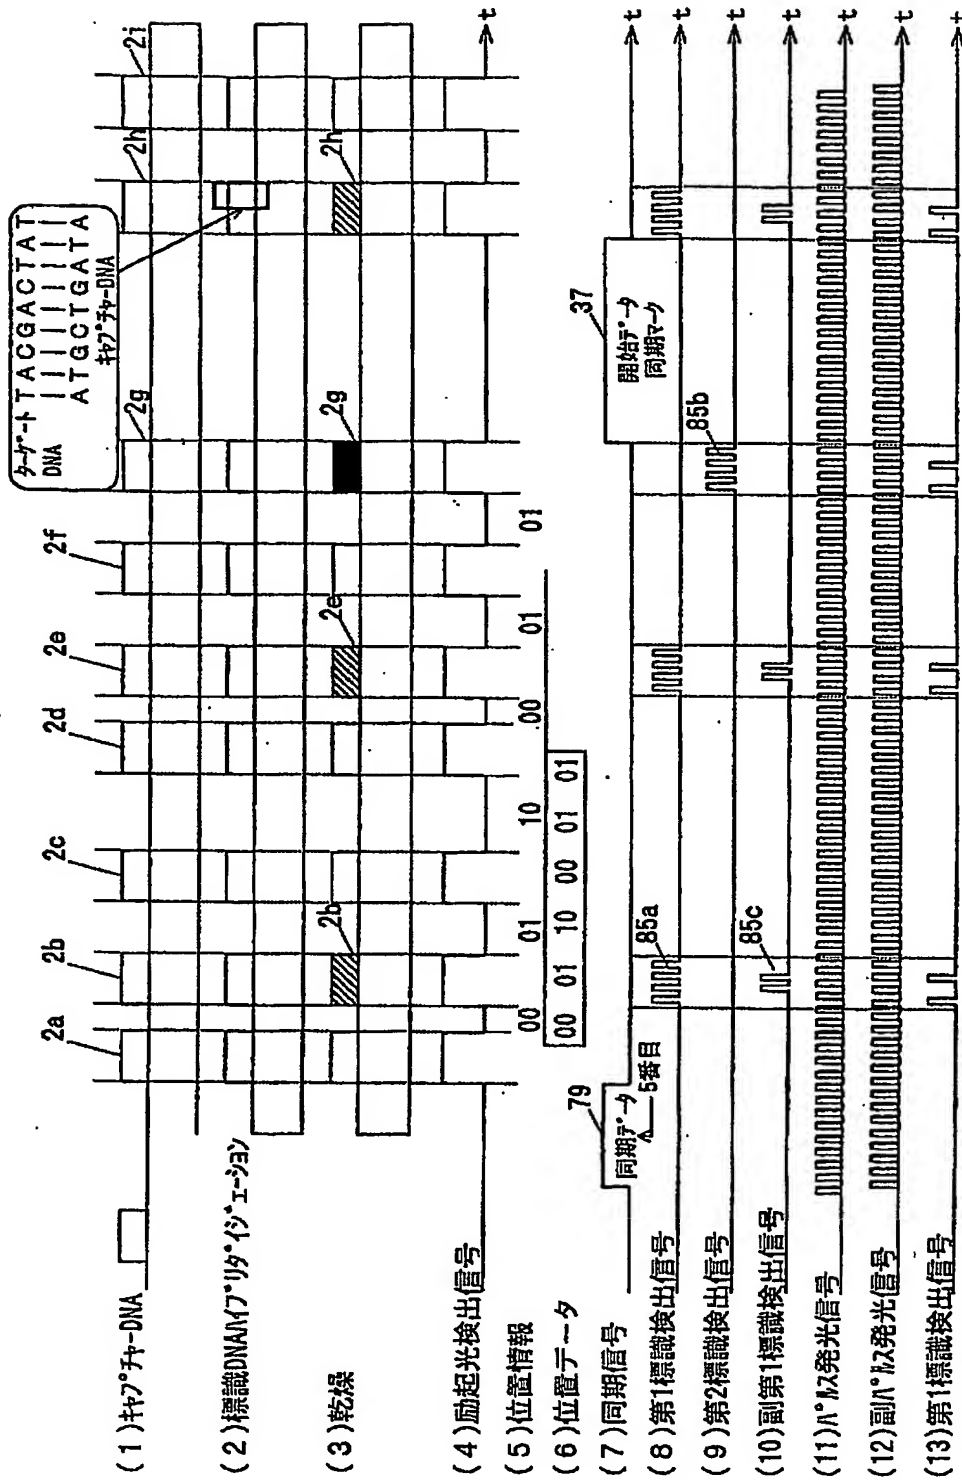 (1)ｷｬﾌﾟﾁｬｰDNA
(2)標識DNAﾊｲﾌﾞﾘﾀﾞｲｼﾞｪｰｼｮﾝ
(3)乾燥
(4)励起光検出信号
(5)位置情報
(6)位置データ
(7)同期信号
(8)第1標識検出信号
(9)第2標識検出信号
(10)副第1標識検出信号
(11)ﾊﾟﾙｽ発光信号
(12)副ﾊﾟﾙｽ発光信号
(13)第1標識検出信号
2a
2b
2c
2d
2e
2f
2g
2h
2i
ﾀｰｹﾞｰﾄ TACGACTAT
DNA
ATGCTGATA
ｷｬﾌﾟﾁｬｰDNA
2b
2e
2g
2h
t
00
01
10
00
01
01
00 01 10 00 01 01
79
同期ﾃﾞｰﾀ
5番目
37
開始ﾃﾞｰﾀ
同期ﾏｰｸ
t
85a
t
85b
t
85c
t
t
t
t